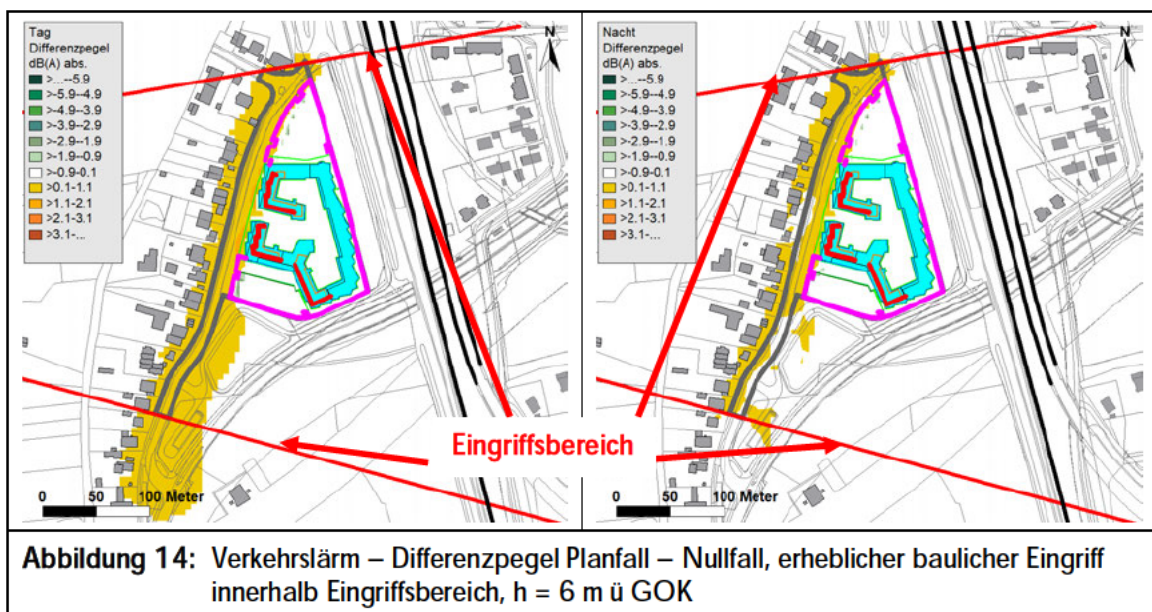 Tag
Differenzpegel
dB(A) abs.
>...--5.9
>-5.9--4.9
>-4.9--3.9
>-3.9--2.9
>-2.9--1.9
>-1.9--0.9
>-0.9-0.1
>0.1-1.1
>1.1-2.1
>2.1-3.1
>3.1-...
N
0 50 100 Meter
Nacht
Differenzpegel
dB(A) abs.
>...--5.9
>-5.9--4.9
>-4.9--3.9
>-3.9--2.9
>-2.9--1.9
>-1.9--0.9
>-0.9-0.1
>0.1-1.1
>1.1-2.1
>2.1-3.1
>3.1-...
N
0 50 100 Meter
Eingriffsbereich
Abbildung 14: Verkehrslärm – Differenzpegel Planfall – Nullfall, erheblicher baulicher Eingriff
innerhalb Eingriffsbereich, h = 6 m ü GOK